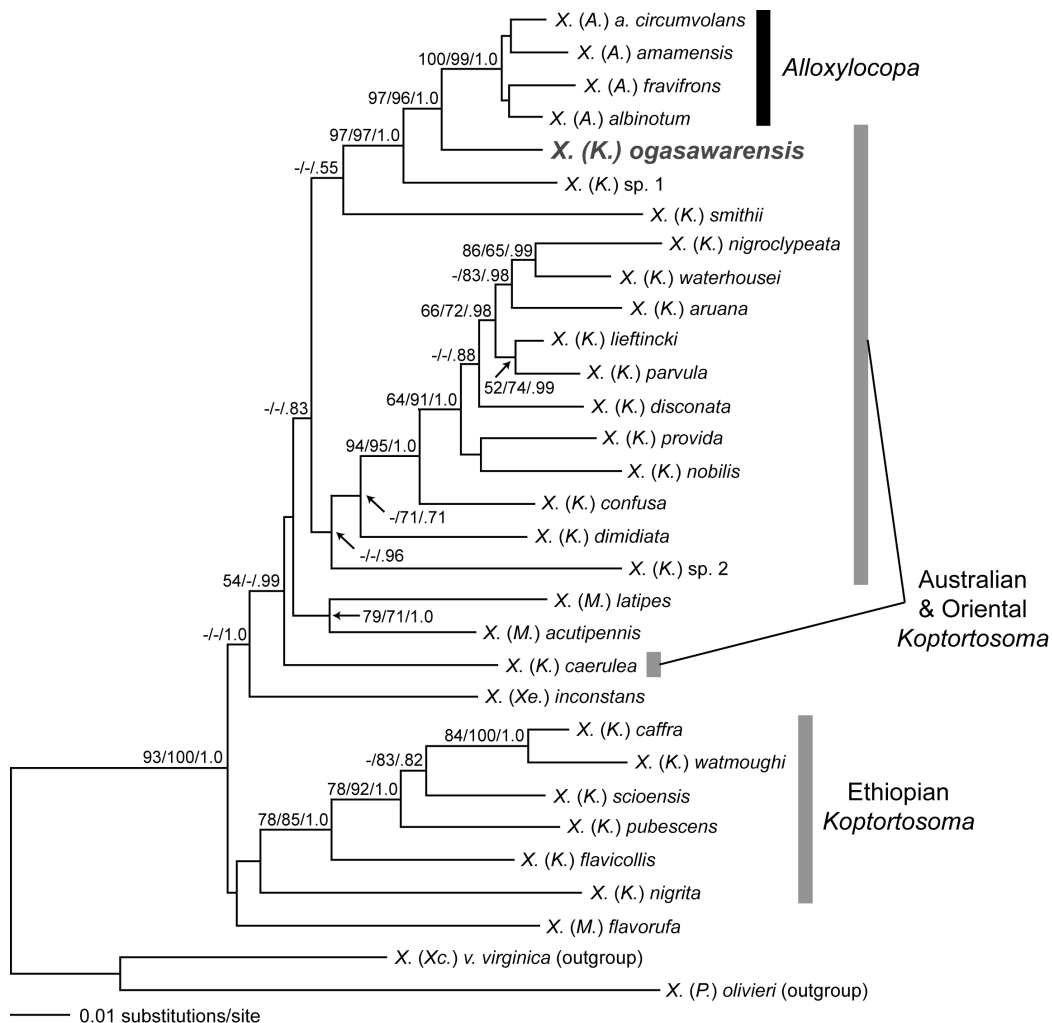 X. (A.) a. circumvolans
X. (A.) amamensis
100/99/1.0
Alloxylocopa
X. (A.) fravifrons
97/96/1.0
X. (A.) albinotum
97/97/1.0
X. (K.) ogasawarensis
-/-/.55
X. (K.) sp. 1
X. (K.) smithii
X. (K.) nigroclypeata
86/65/.99
-/83/.98
X. (K.) waterhousei
66/72/.98
X. (K.) aruana
X. (K.) lieftincki
-/-/.88
X. (K.) parvula
52/74/.99
64/91/1.0
X. (K.) disconata
-/-/.83
X. (K.) provida
94/95/1.0
X. (K.) nobilis
X. (K.) confusa
-/71/.71
X. (K.) dimidiata
-/-/.96
X. (K.) sp. 2
54/-/.99
Australian
& Oriental
Koptortosoma
X. (M.) latipes
79/71/1.0
-/-/1.0
X. (M.) acutipennis
X. (K.) caerulea
X. (Xe.) inconstans
X. (K.) caffra
84/100/1.0
93/100/1.0
-/83/.82
X. (K.) watmoughi
78/92/1.0
X. (K.) scioensis
Ethiopian
Koptortosoma
78/85/1.0
X. (K.) pubescens
X. (K.) flavicollis
X. (K.) nigrita
X. (M.) flavorufa
X. (Xc.) v. virginica (outgroup)
X. (P.) olivieri (outgroup)
0.01 substitutions/site